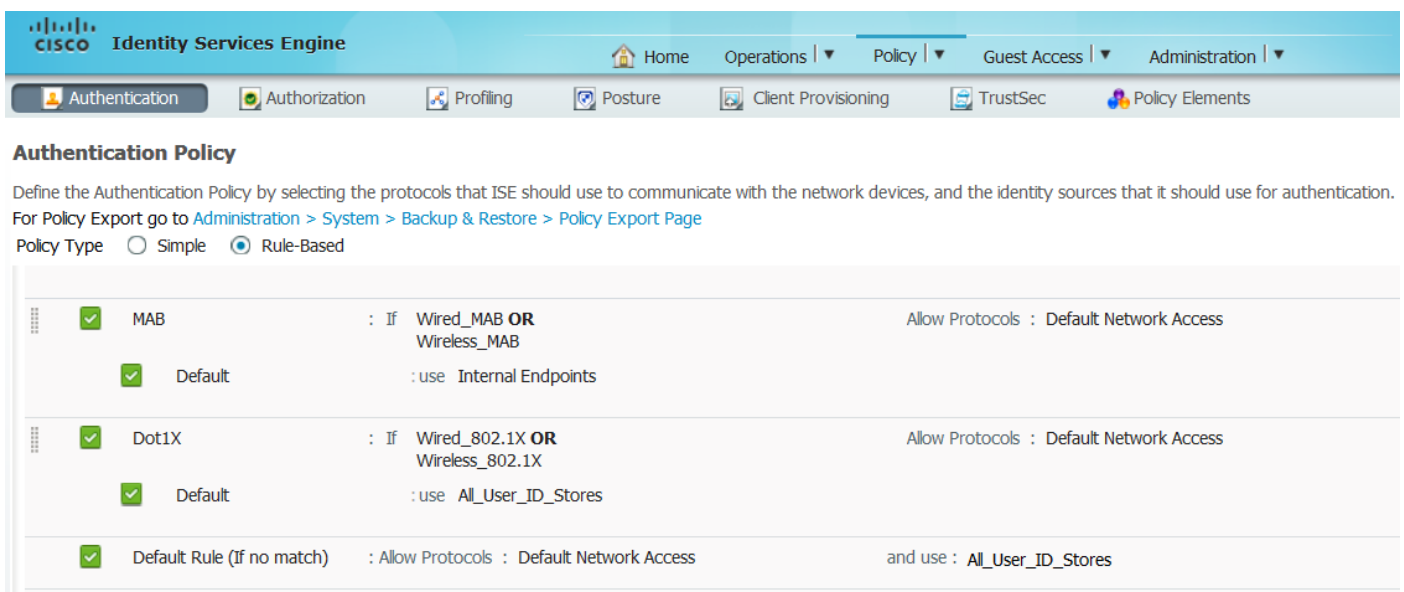 CISCO Identity Services Engine
Home Operations | ▼ Policy | ▼ Guest Access | ▼ Administration | ▼
Authentication Authorization Profiling Posture Client Provisioning TrustSec Policy Elements
Authentication Policy
Define the Authentication Policy by selecting the protocols that ISE should use to communicate with the network devices, and the identity sources that it should use for authentication.
For Policy Export go to Administration > System > Backup & Restore > Policy Export Page
Policy Type Simple Rule-Based
MAB : If Wired_MAB OR Allow Protocols : Default Network Access
Wireless_MAB
Default : use Internal Endpoints
Dot1X : If Wired_802.1X OR Allow Protocols : Default Network Access
Wireless_802.1X
Default : use All_User_ID_Stores
Default Rule (If no match) : Allow Protocols : Default Network Access and use : All_User_ID_Stores